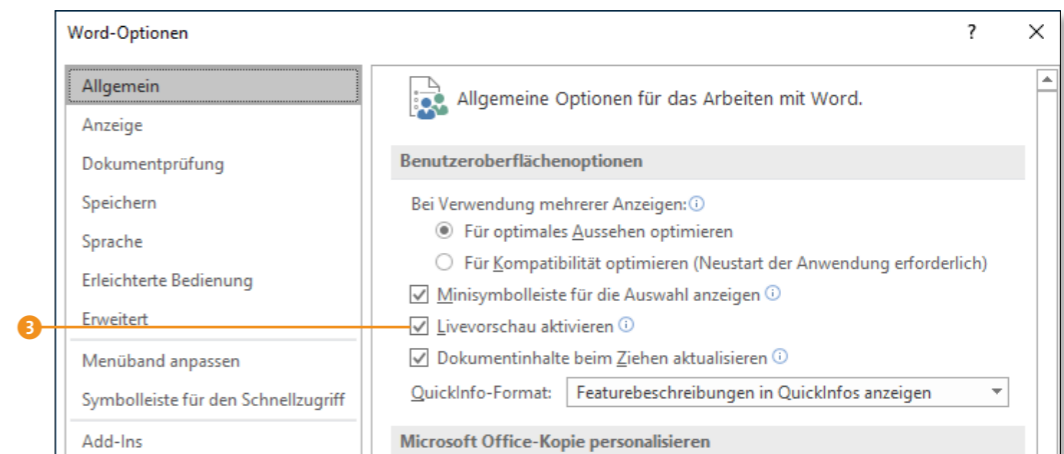 Word-Optionen ? ×
Allgemein
Anzeige
Dokumentprüfung
Speichern
Sprache
Erleichterte Bedienung
Erweitert
Menüband anpassen
Symbolleiste für den Schnellzugriff
Add-Ins
Allgemeine Optionen für das Arbeiten mit Word.
Benutzeroberflächenoptionen
Bei Verwendung mehrerer Anzeigen:
Für optimales Aussehen optimieren
Für Kompatibilität optimieren (Neustart der Anwendung erforderlich)
Minisymbolleiste für die Auswahl anzeigen
3 Livevorschau aktivieren
Dokumentinhalte beim Ziehen aktualisieren
QuickInfo-Format: Featurebeschreibungen in QuickInfos anzeigen
Microsoft Office-Kopie personalisieren